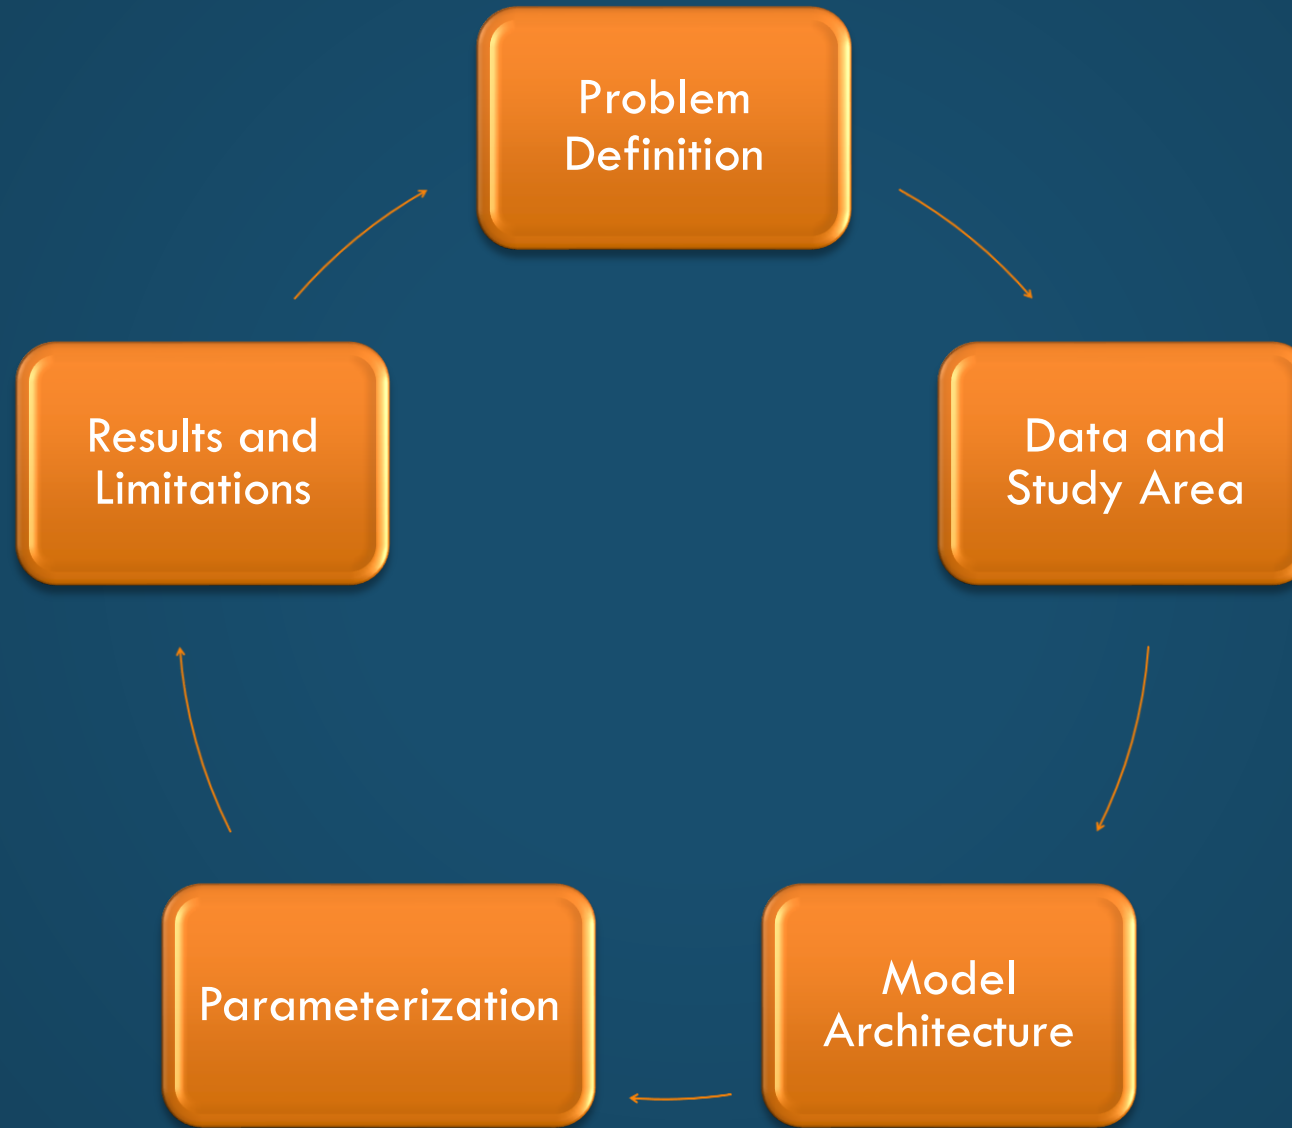 Problem
Definition
Data and
Study Area
Model
Architecture
Parameterization
Results and
Limitations